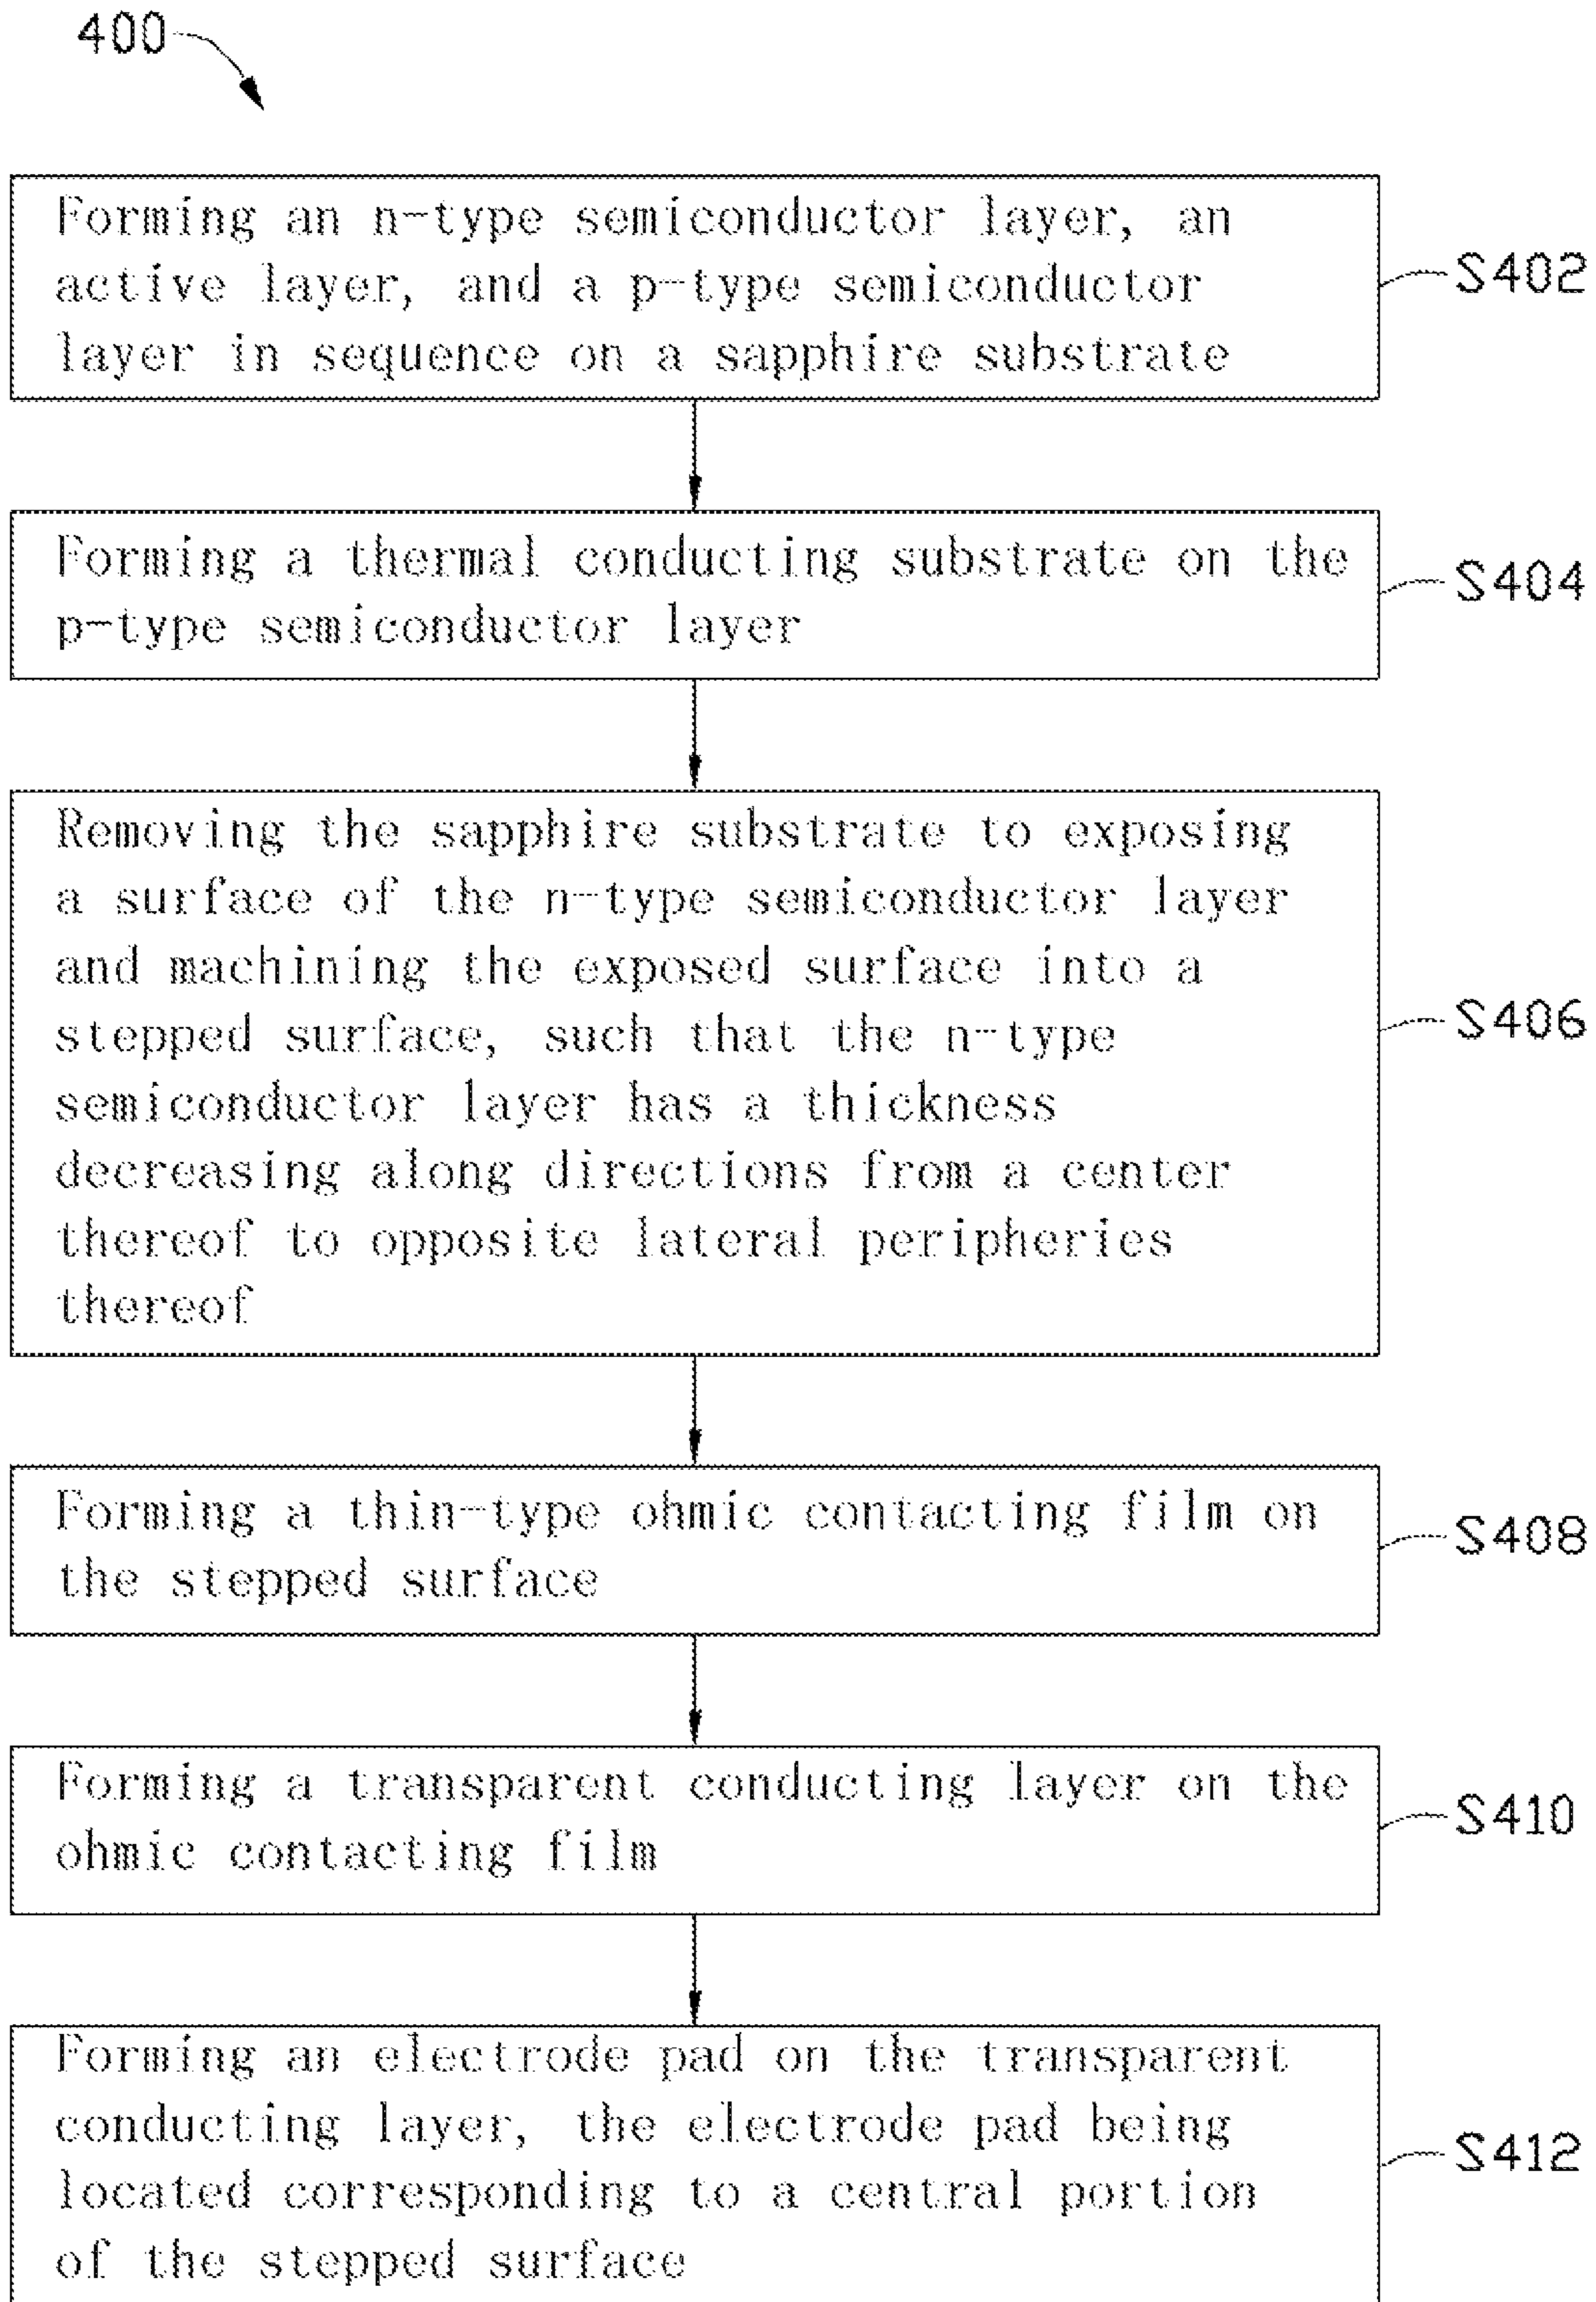 400
Forming an n-type semiconductor layer, an
active layer, and a p-type semiconductor
layer in sequence on a sapphire substrate
S402
Forming a thermal conducting substrate on the
p-type semiconductor layer
S404
Removing the sapphire substrate to exposing
a surface of the n-type semiconductor layer
and machining the exposed surface into a
stepped surface, such that the n-type
semiconductor layer has a thickness
decreasing along directions from a center
thereof to opposite lateral peripheries
thereof
S406
Forming a thin-type ohmic contacting film on
the stepped surface
S408
Forming a transparent conducting layer on the
ohmic contacting film
S410
Forming an electrode pad on the transparent
conducting layer, the electrode pad being
located corresponding to a central portion
of the stepped surface
S412